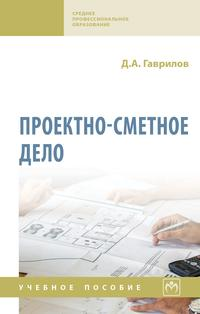 СРЕДНЕЕ
ПРОФЕССИОНАЛЬНОЕ
ОБРАЗОВАНИЕ
Д.А. Гаврилов
ПРОЕКТНО-СМЕТНОЕ
ДЕЛО
УЧЕБНОЕ ПОСОБИЕ